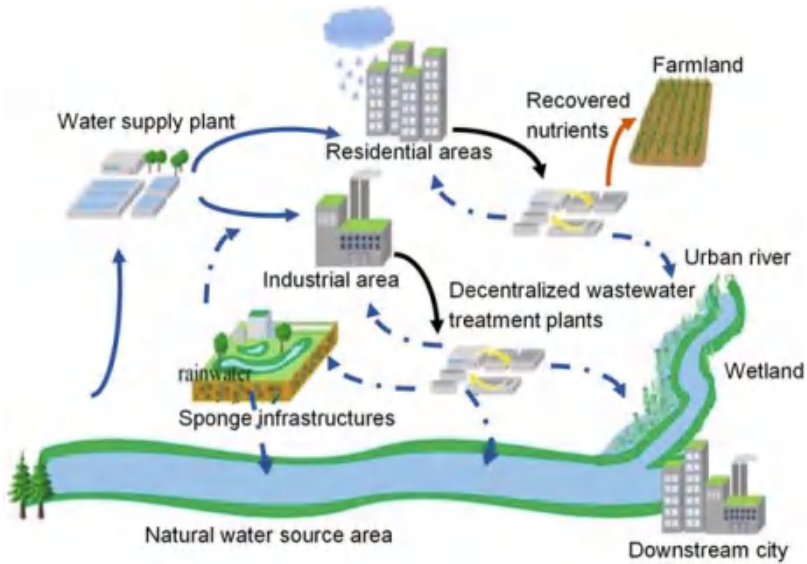 Farmland
Recovered
nutrients
Water supply plant
Residential areas
Urban river
Industrial area
Decentralized wastewater
treatment plants
Wetland
rainwater
Sponge infrastructures
Natural water source area
Downstream city